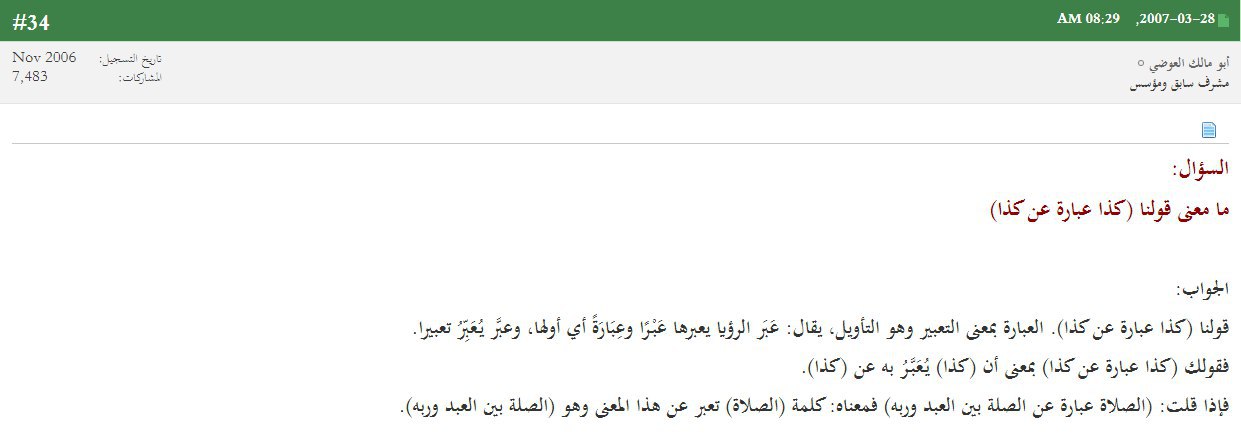 #34
2007-03-28, 08:29 AM
أبو مالك العوضي
مشرف سابق ومؤسس
تاريخ التسجيل: Nov 2006
المشاركات: 7,483
السؤال:
ما معنى قولنا (كذا عبارة عن كذا)
الجواب:
قولنا (كذا عبارة عن كذا). العبارة بمعنى التعبير وهو التأويل، يقال: عَبَر الرؤيا يعبرها عَبْرًا وعِبَارَةً أي أولها، وعبَّر يُعَبِّرُ تعبيرا.
فقولك (كذا عبارة عن كذا) بمعنى أن (كذا) يُعَبَّرُ به عن (كذا).
فإذا قلت: (الصلاة عبارة عن الصلة بين العبد وربه) فمعناه: كلمة (الصلاة) تعبر عن هذا المعنى وهو (الصلة بين العبد وربه).